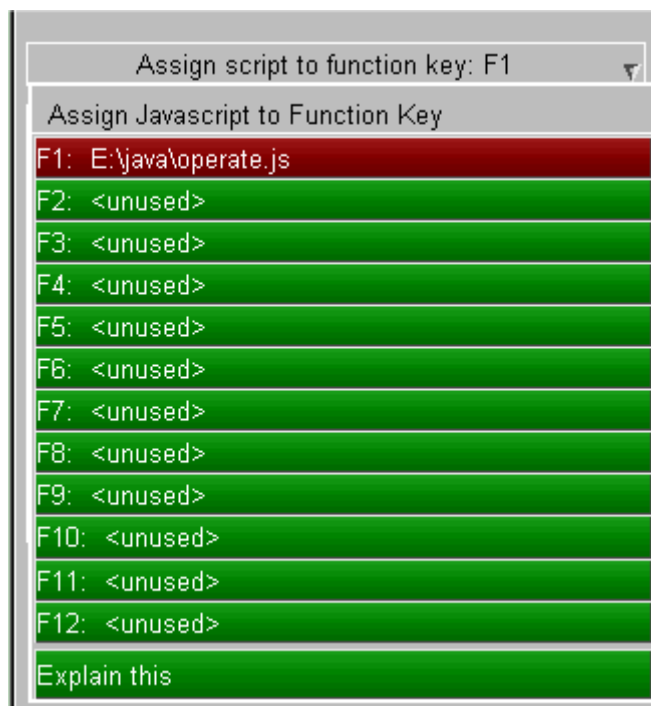 Assign script to function key: F1
Assign Javascript to Function Key
F1: E:\java\operate.js
F2: <unused>
F3: <unused>
F4: <unused>
F5: <unused>
F6: <unused>
F7: <unused>
F8: <unused>
F9: <unused>
F10: <unused>
F11: <unused>
F12: <unused>
Explain this